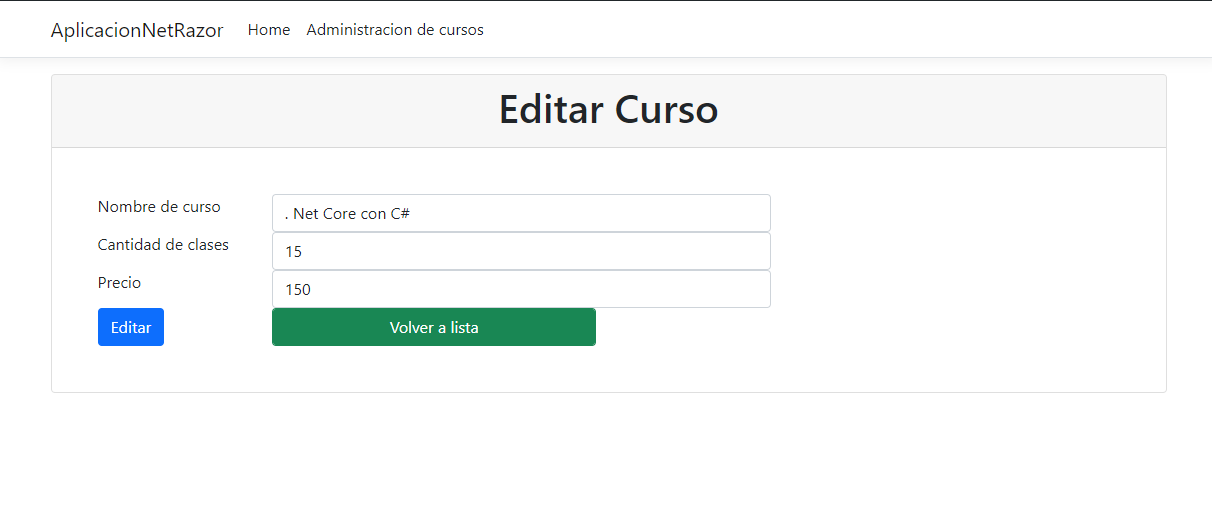 AplicacionNetRazor Home Administracion de cursos
Editar Curso
Nombre de curso . Net Core con C#
Cantidad de clases 15
Precio 150
Editar Volver a lista